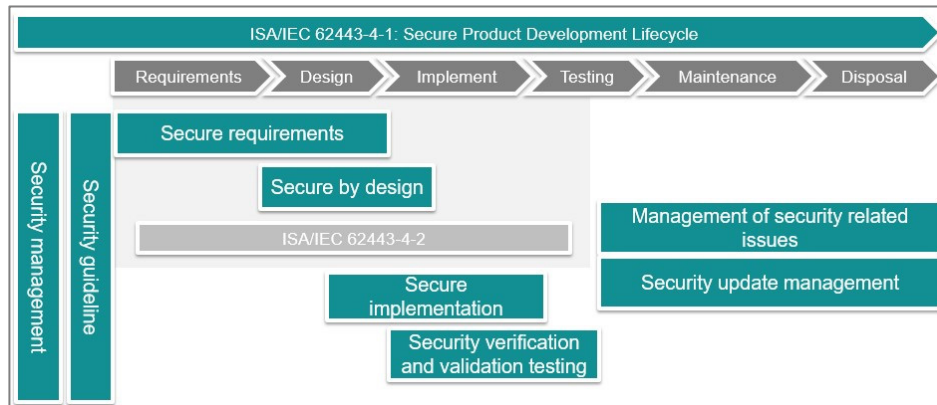 ISA/IEC 62443-4-1: Secure Product Development Lifecycle
Requirements
Design
Implement
Testing
Maintenance
Disposal
Security management
Security guideline
Secure requirements
Secure by design
ISA/IEC 62443-4-2
Secure
implementation
Security verification
and validation testing
Management of security related
issues
Security update management